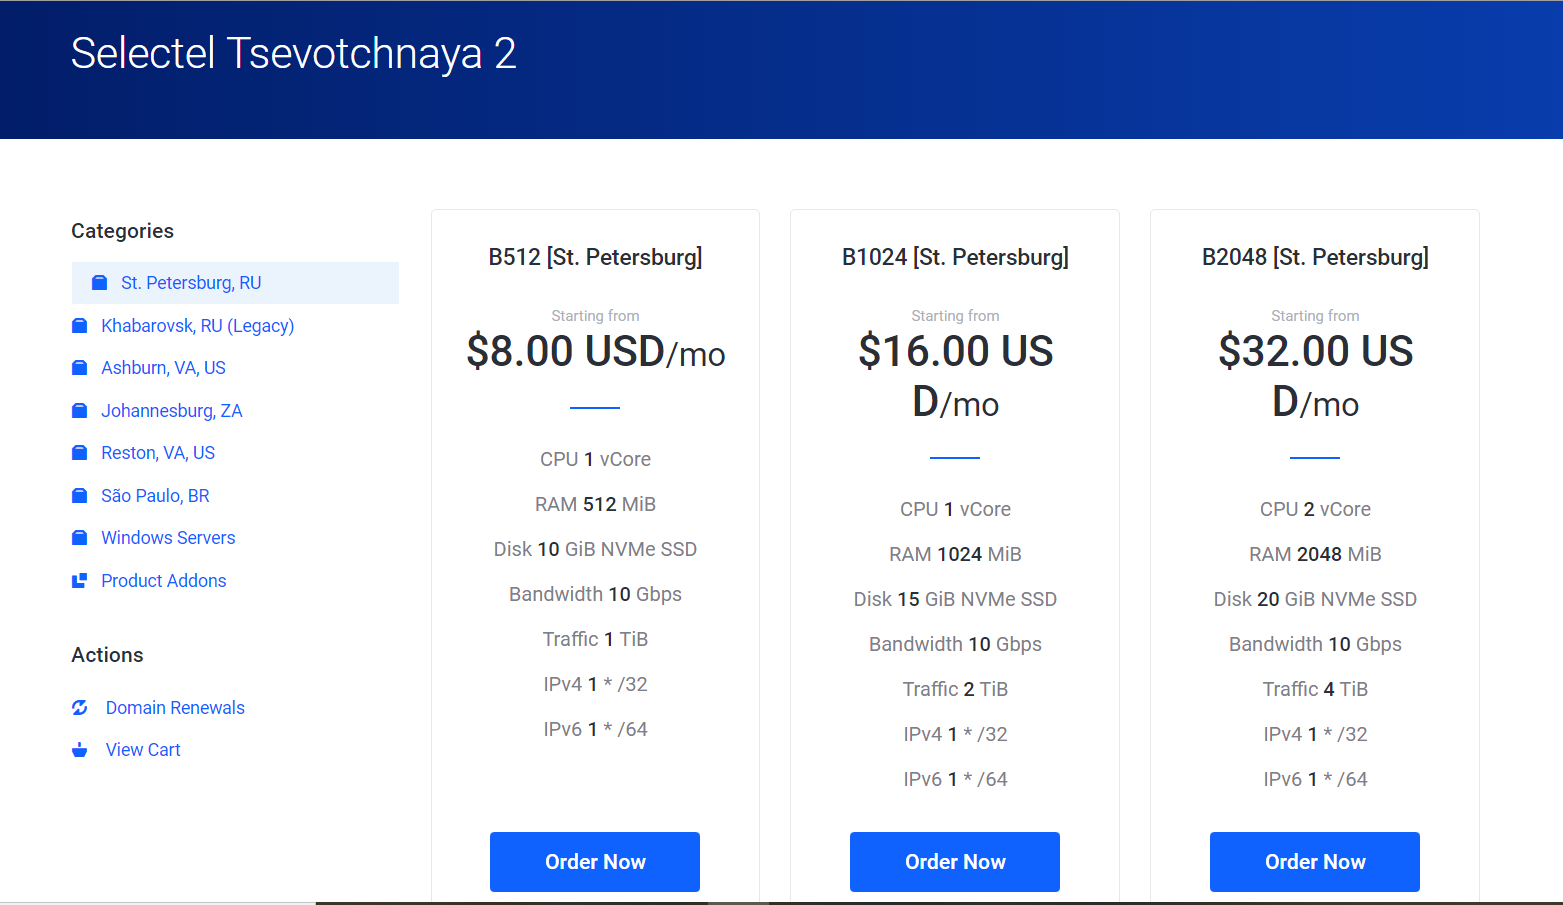 Selectel Tsevotchnaya 2
Categories
St. Petersburg, RU
Khabarovsk, RU (Legacy)
Ashburn, VA, US
Johannesburg, ZA
Reston, VA, US
São Paulo, BR
Windows Servers
Product Addons
Actions
Domain Renewals
View Cart
B512 [St. Petersburg]
Starting from
$8.00 USD/mo
CPU 1 vCore
RAM 512 MiB
Disk 10 GiB NVMe SSD
Bandwidth 10 Gbps
Traffic 1 TiB
IPv4 1 * /32
IPv6 1 * /64
Order Now
B1024 [St. Petersburg]
Starting from
$16.00 US
D/mo
CPU 1 vCore
RAM 1024 MiB
Disk 15 GiB NVMe SSD
Bandwidth 10 Gbps
Traffic 2 TiB
IPv4 1 * /32
IPv6 1 * /64
Order Now
B2048 [St. Petersburg]
Starting from
$32.00 US
D/mo
CPU 2 vCore
RAM 2048 MiB
Disk 20 GiB NVMe SSD
Bandwidth 10 Gbps
Traffic 4 TiB
IPv4 1 * /32
IPv6 1 * /64
Order Now